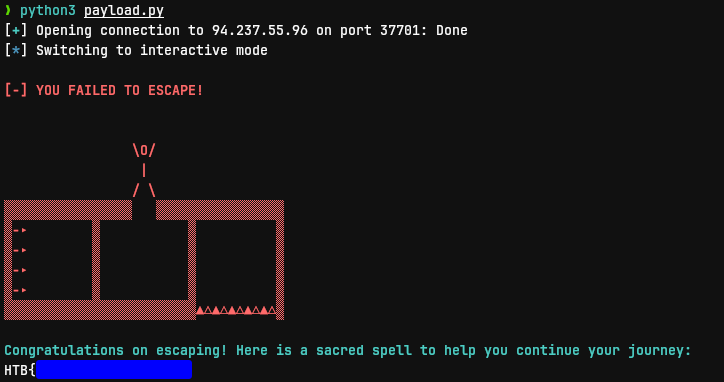 ❯ python3 payload.py
[+] Opening connection to 94.237.55.96 on port 37701: Done
[*] Switching to interactive mode
[-] YOU FAILED TO ESCAPE!
Congratulations on escaping! Here is a sacred spell to help you continue your journey:
HTB{